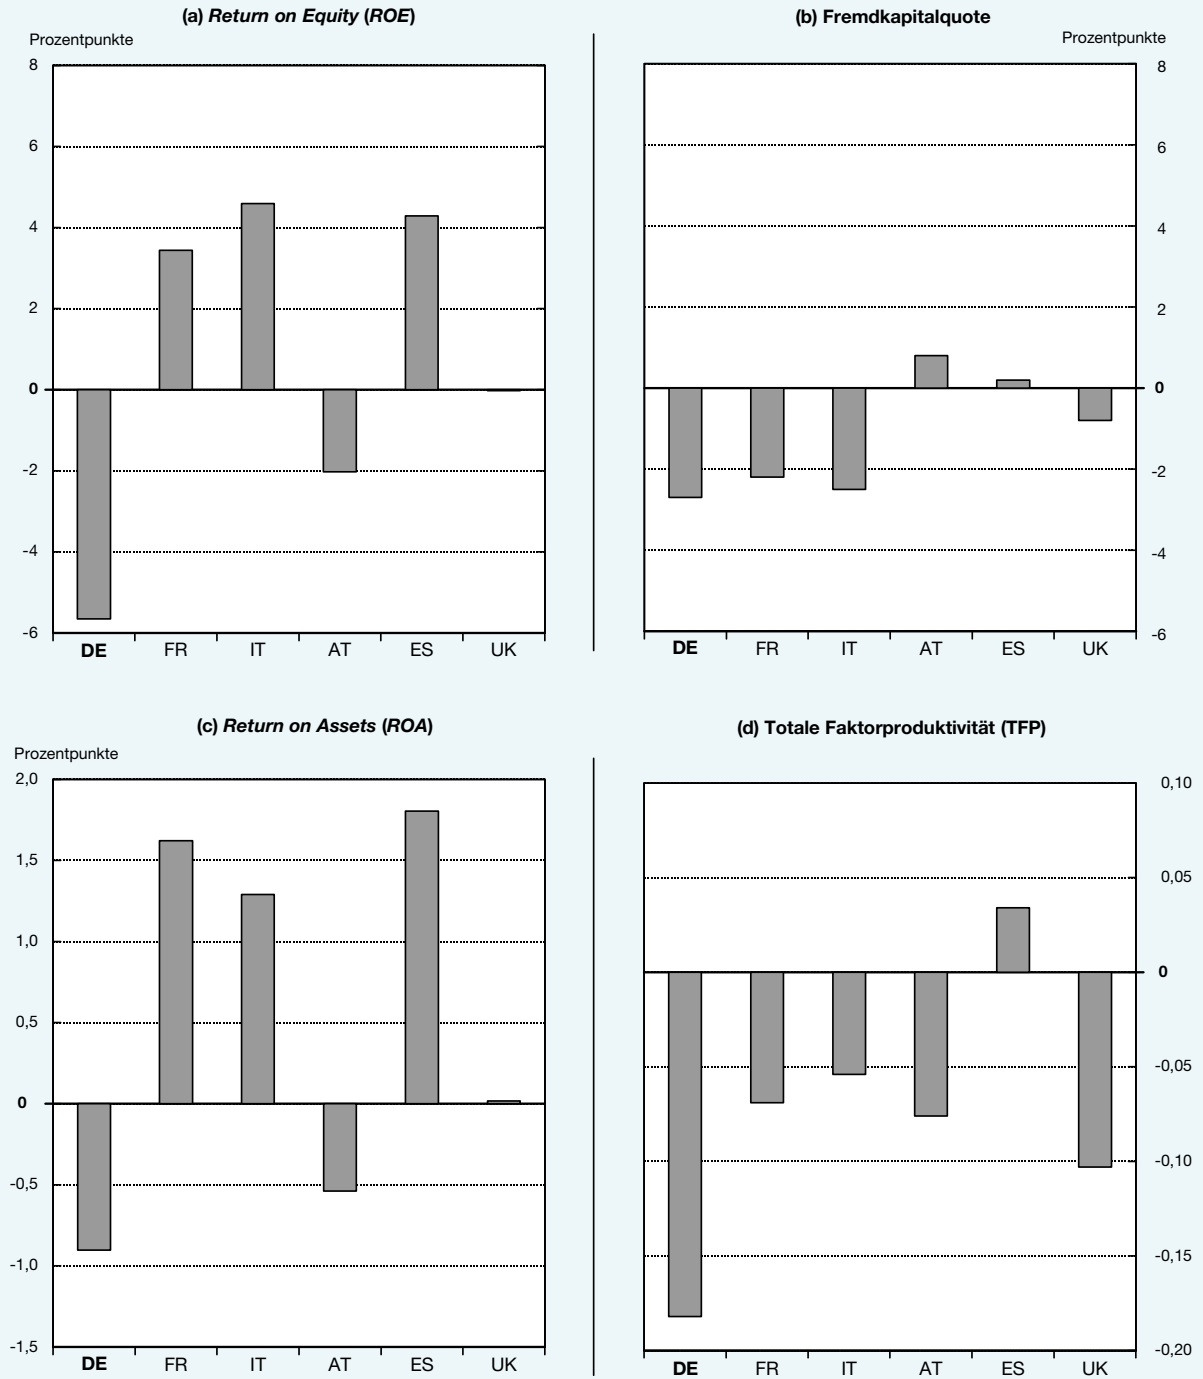 (a) Return on Equity (ROE)
Prozentpunkte
8
6
4
2
0
-2
-4
-6
DE FR IT AT ES UK
(b) Fremdkapitalquote
Prozentpunkte
8
6
4
2
0
-2
-4
-6
DE FR IT AT ES UK
(c) Return on Assets (ROA)
Prozentpunkte
2,0
1,5
1,0
0,5
0
-0,5
-1,0
-1,5
DE FR IT AT ES UK
(d) Totale Faktorproduktivität (TFP)
0,10
0,05
0
-0,05
-0,10
-0,15
-0,20
DE FR IT AT ES UK